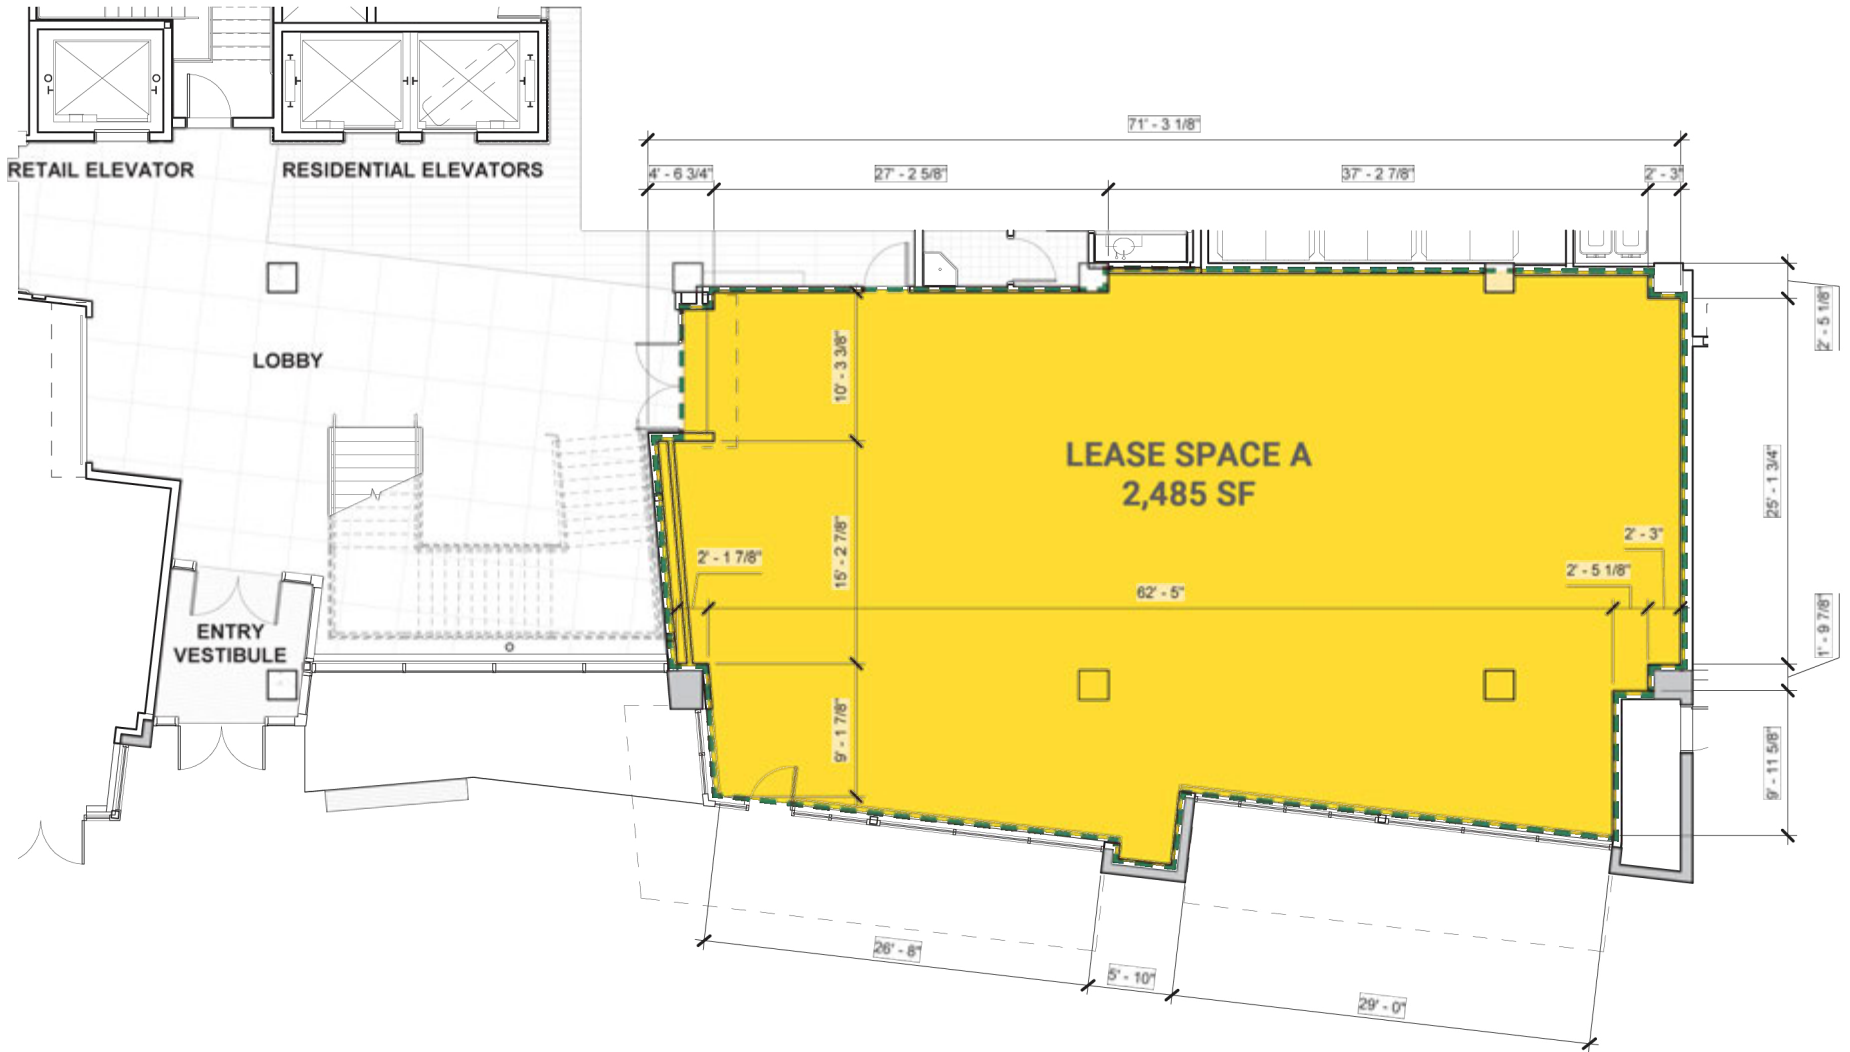 71' - 3 1/8"
4' - 6 3/4"
27' - 2 5/8"
37' - 2 7/8"
2' - 3"
RETAIL ELEVATOR
RESIDENTIAL ELEVATORS
2' - 5 1/8"
LOBBY
10' - 3 3/8"
LEASE SPACE A
2,485 SF
25' - 1 3/4"
2' - 1 7/8"
15' - 2 7/8"
62' - 5"
2' - 3"
2' - 5 1/8"
1' - 9 7/8"
ENTRY
VESTIBULE
9' - 1 7/8"
9' - 11 5/8"
26' - 8"
5' - 10"
29' - 0"